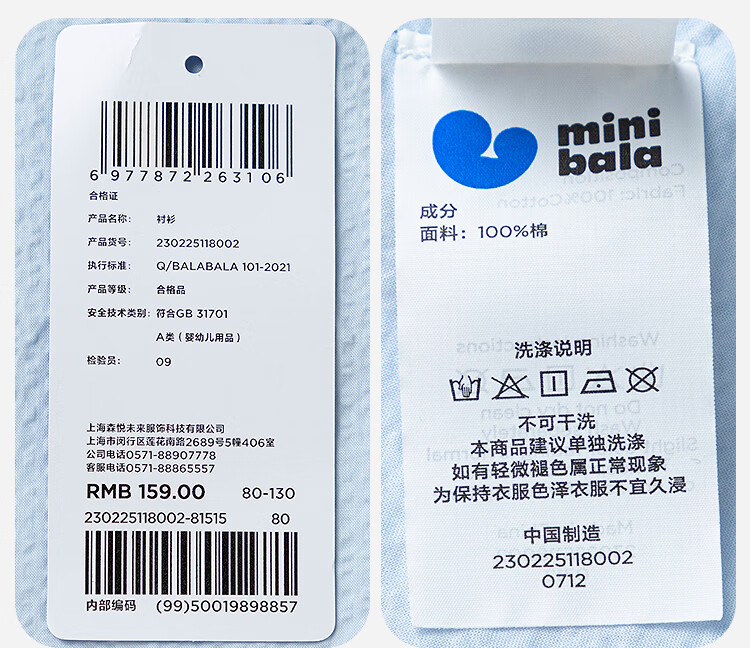 6 977872 263106
合格证
产品名称： 衬衫
产品货号： 230225118002
执行标准： Q/BALABALA 101-2021
产品等级： 合格品
安全技术类别： 符合GB 31701
A类（婴幼儿用品）
检验员： 09
上海森悦未来服饰科技有限公司
上海市闵行区莲花南路2689号5幢406室
公司电话0571-88907778
客服电话0571-88865557
RMB 159.00 80-130
230225118002-81515 80
内部编码 (99)50019898857
mini
bala
成分
面料：100%棉
洗涤说明
不可干洗
本商品建议单独洗涤
如有轻微褪色属正常现象
为保持衣服色泽衣服不宜久浸
中国制造
230225118002
0712